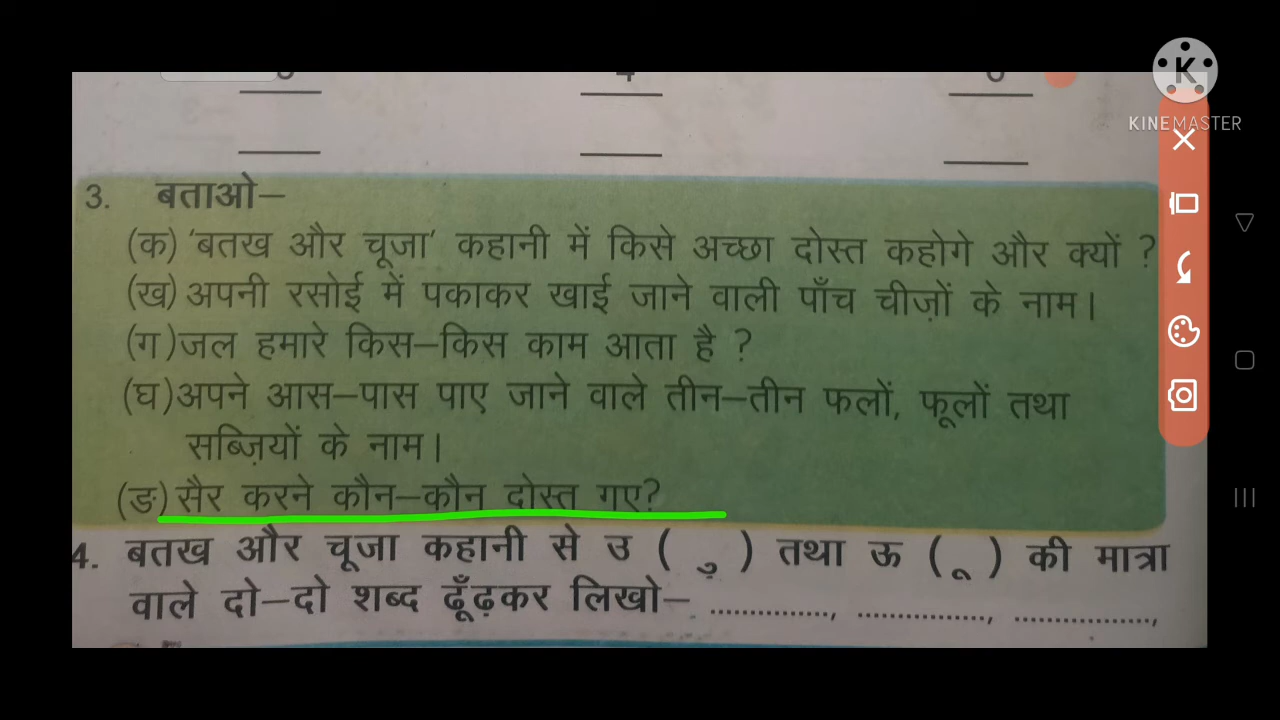 KINEMASTER
3. बताओ–
(क) 'बतख और चूजा' कहानी में किसे अच्छा दोस्त कहोगे और क्यों ?
(ख) अपनी रसोई में पकाकर खाई जाने वाली पाँच चीज़ों के नाम।
(ग) जल हमारे किस–किस काम आता है ?
(घ) अपने आस–पास पाए जाने वाले तीन–तीन फलों, फूलों तथा
सब्ज़ियों के नाम।
(ङ) सैर करने कौन–कौन दोस्त गए?
4. बतख और चूजा कहानी से उ ( ु ) तथा ऊ ( ू ) की मात्रा
वाले दो–दो शब्द ढूँढ़कर लिखो– .............., ................, .................,